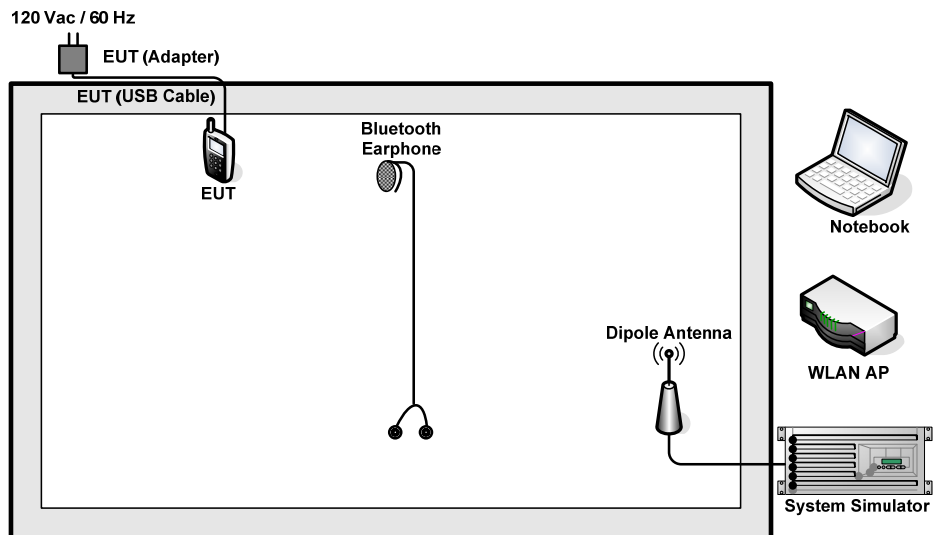 120 Vac / 60 Hz
EUT (Adapter)
EUT (USB Cable)
EUT
Bluetooth
Earphone
Notebook
Dipole Antenna
WLAN AP
System Simulator